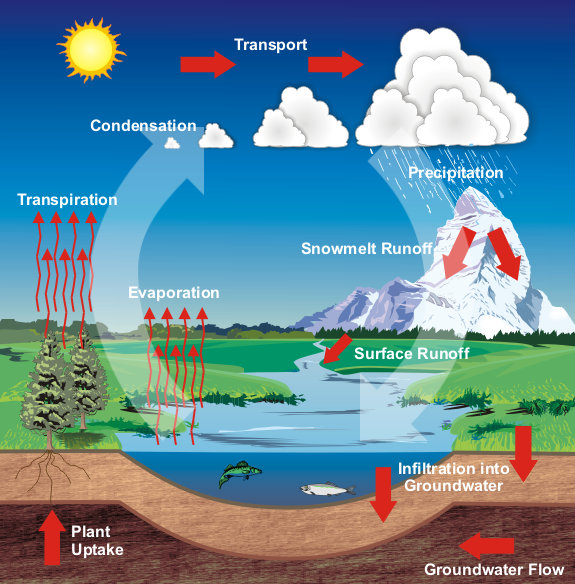 Transport
Condensation
Precipitation
Transpiration
Snowmelt Runoff
Evaporation
Surface Runoff
Infiltration into
Groundwater
Plant
Uptake
Groundwater Flow